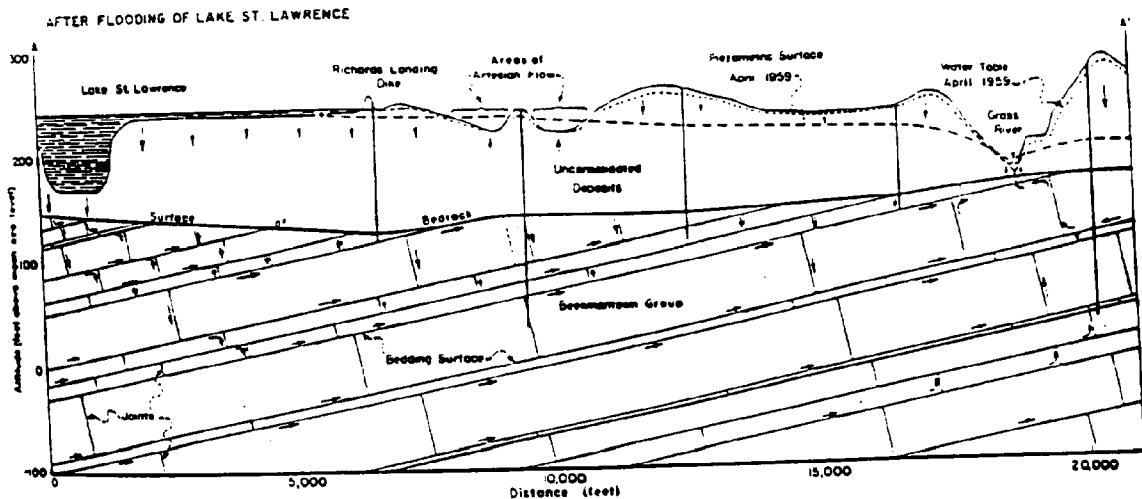 AFTER FLOODING OF LAKE ST. LAWRENCE
A
A'
300
200
100
0
-100
Altitude (feet above mean sea level)
Lake St. Lawrence
Richards Landing
Dike
Areas of
Artesian Flow
Piezometric Surface
April 1959
Water Table
April 1959
Grass
River
Unconsolidated
Deposits
Surface
of
Bedrock
Beekmantown Group
Bedding Surface
Joints
0
5,000
10,000
15,000
20,000
Distance (feet)